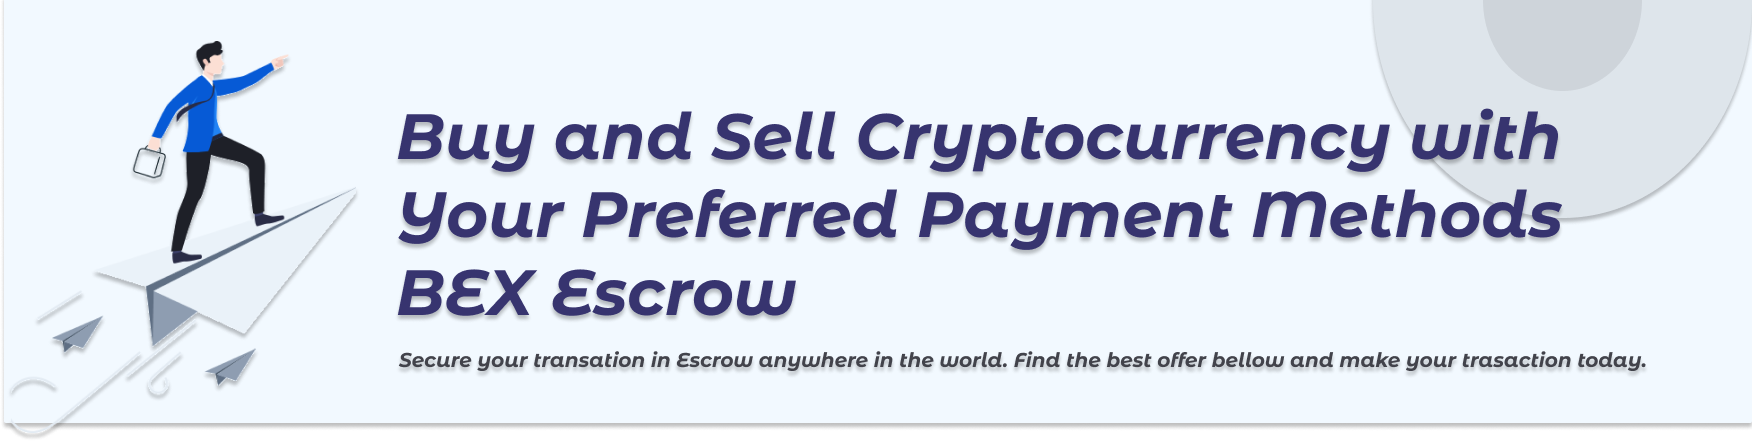 Buy and Sell Cryptocurrency with
Your Preferred Payment Methods
BEX Escrow
Secure your transation in Escrow anywhere in the world. Find the best offer bellow and make your trasaction today.